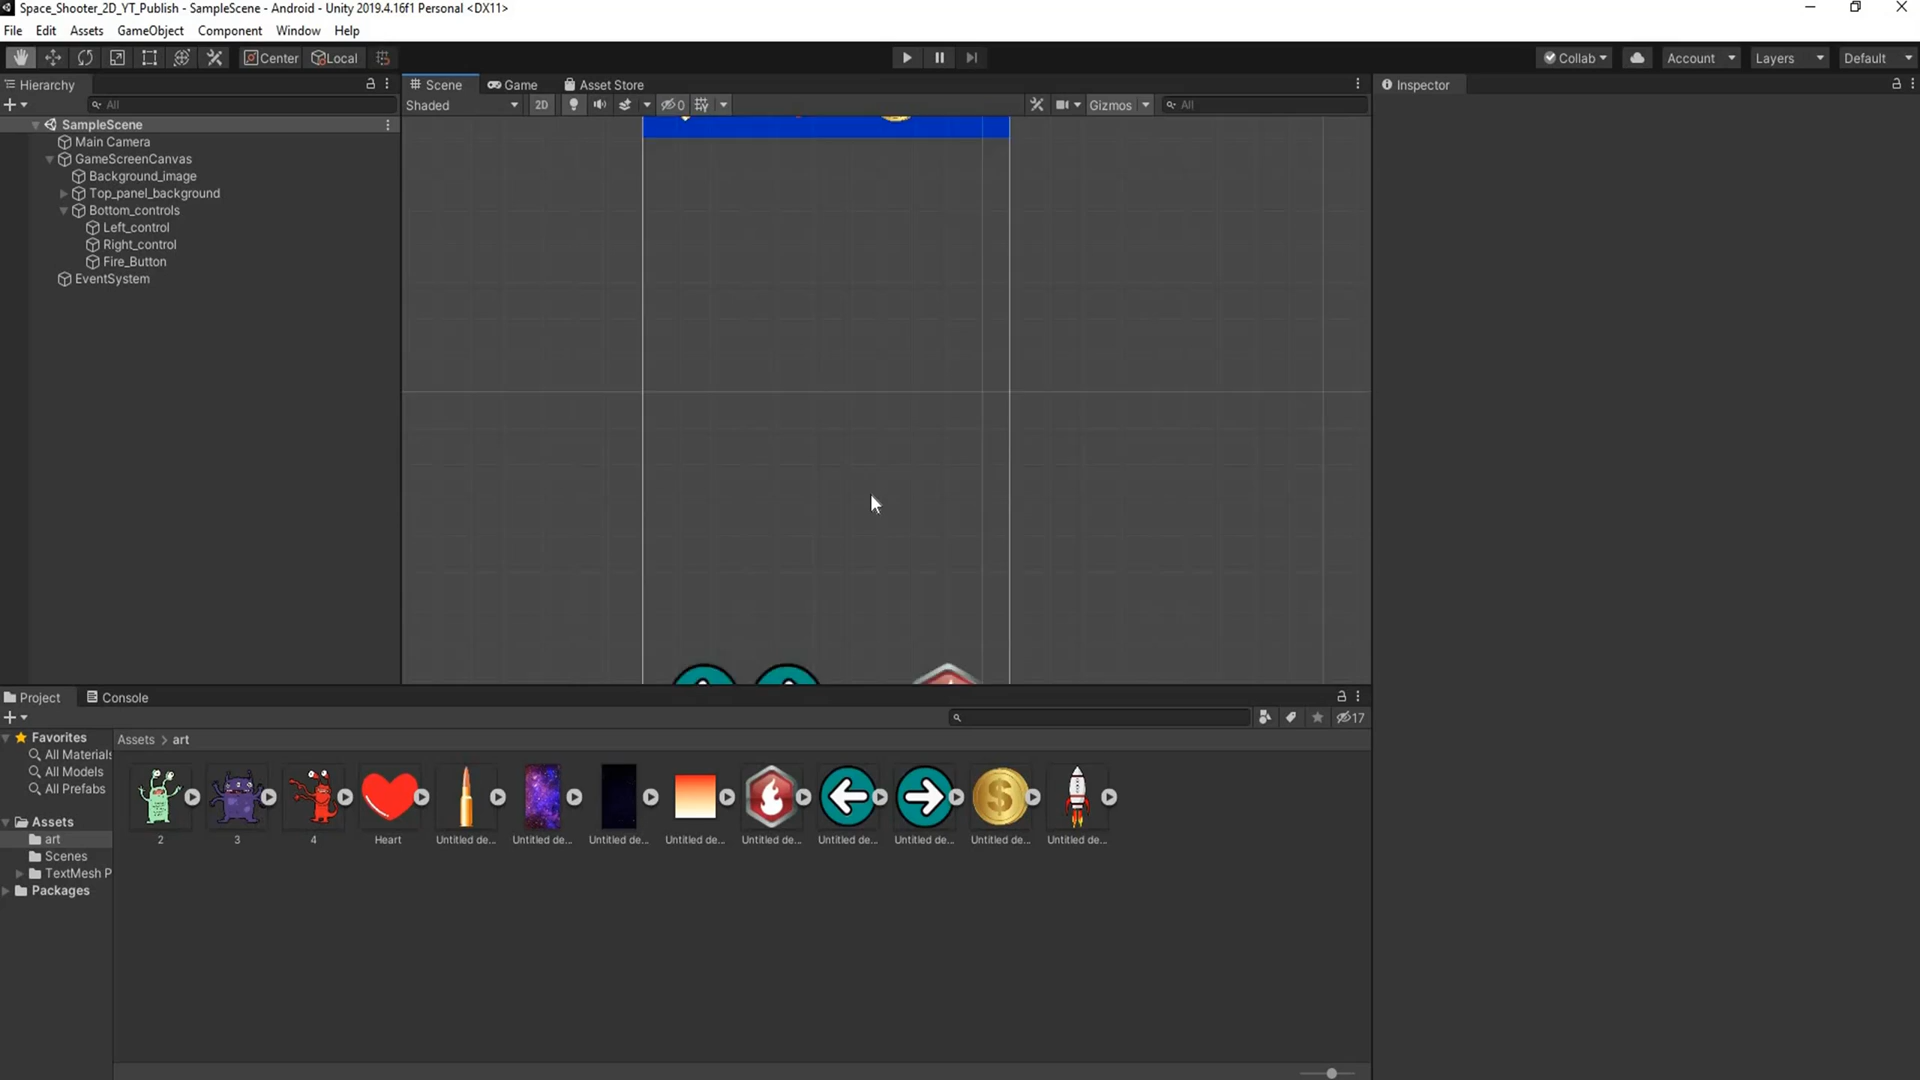 Space_Shooter_2D_YT_Publish - SampleScene - Android - Unity 2019.4.16f1 Personal <DX11>
File Edit Assets GameObject Component Window Help
Center Local Collab Account Layers Default
Hierarchy
All
SampleScene
Main Camera
GameScreenCanvas
Background_image
Top_panel_background
Bottom_controls
Left_control
Right_control
Fire_Button
EventSystem
Scene Game Asset Store
Shaded 2D 0 Gizmos All
Inspector
Project Console
17
Favorites
All Materials
All Models
All Prefabs
Assets
art
Scenes
TextMesh P
Packages
Assets > art
2 3 4 Heart Untitled de... Untitled de... Untitled de... Untitled de... Untitled de... Untitled de... Untitled de... Untitled de... Untitled de...